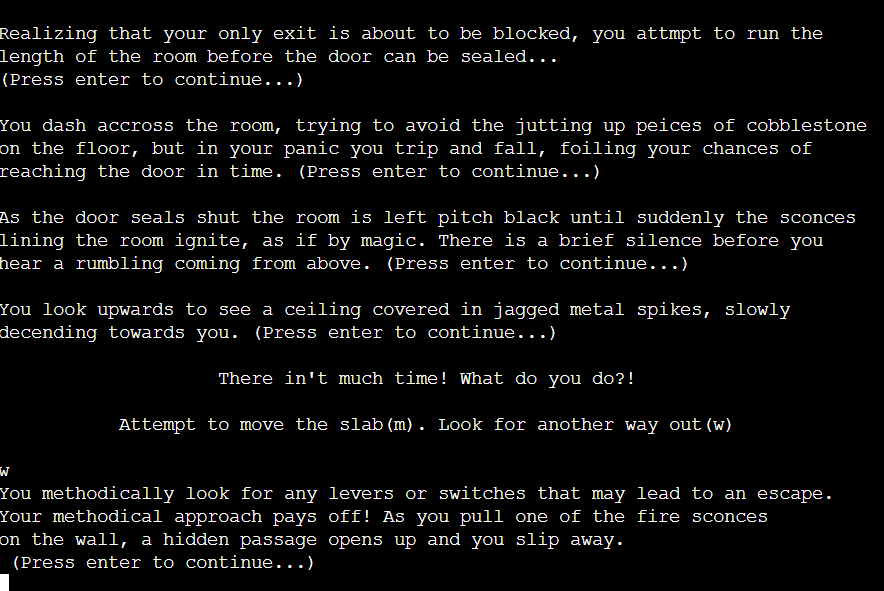 Realizing that your only exit is about to be blocked, you attmpt to run the
length of the room before the door can be sealed...
(Press enter to continue...)
You dash accross the room, trying to avoid the jutting up peices of cobblestone
on the floor, but in your panic you trip and fall, foiling your chances of
reaching the door in time. (Press enter to continue...)
As the door seals shut the room is left pitch black until suddenly the sconces
lining the room ignite, as if by magic. There is a brief silence before you
hear a rumbling coming from above. (Press enter to continue...)
You look upwards to see a ceiling covered in jagged metal spikes, slowly
decending towards you. (Press enter to continue...)
There in't much time! What do you do?!
Attempt to move the slab(m). Look for another way out(w)
w
You methodically look for any levers or switches that may lead to an escape.
Your methodical approach pays off! As you pull one of the fire sconces
on the wall, a hidden passage opens up and you slip away.
(Press enter to continue...)